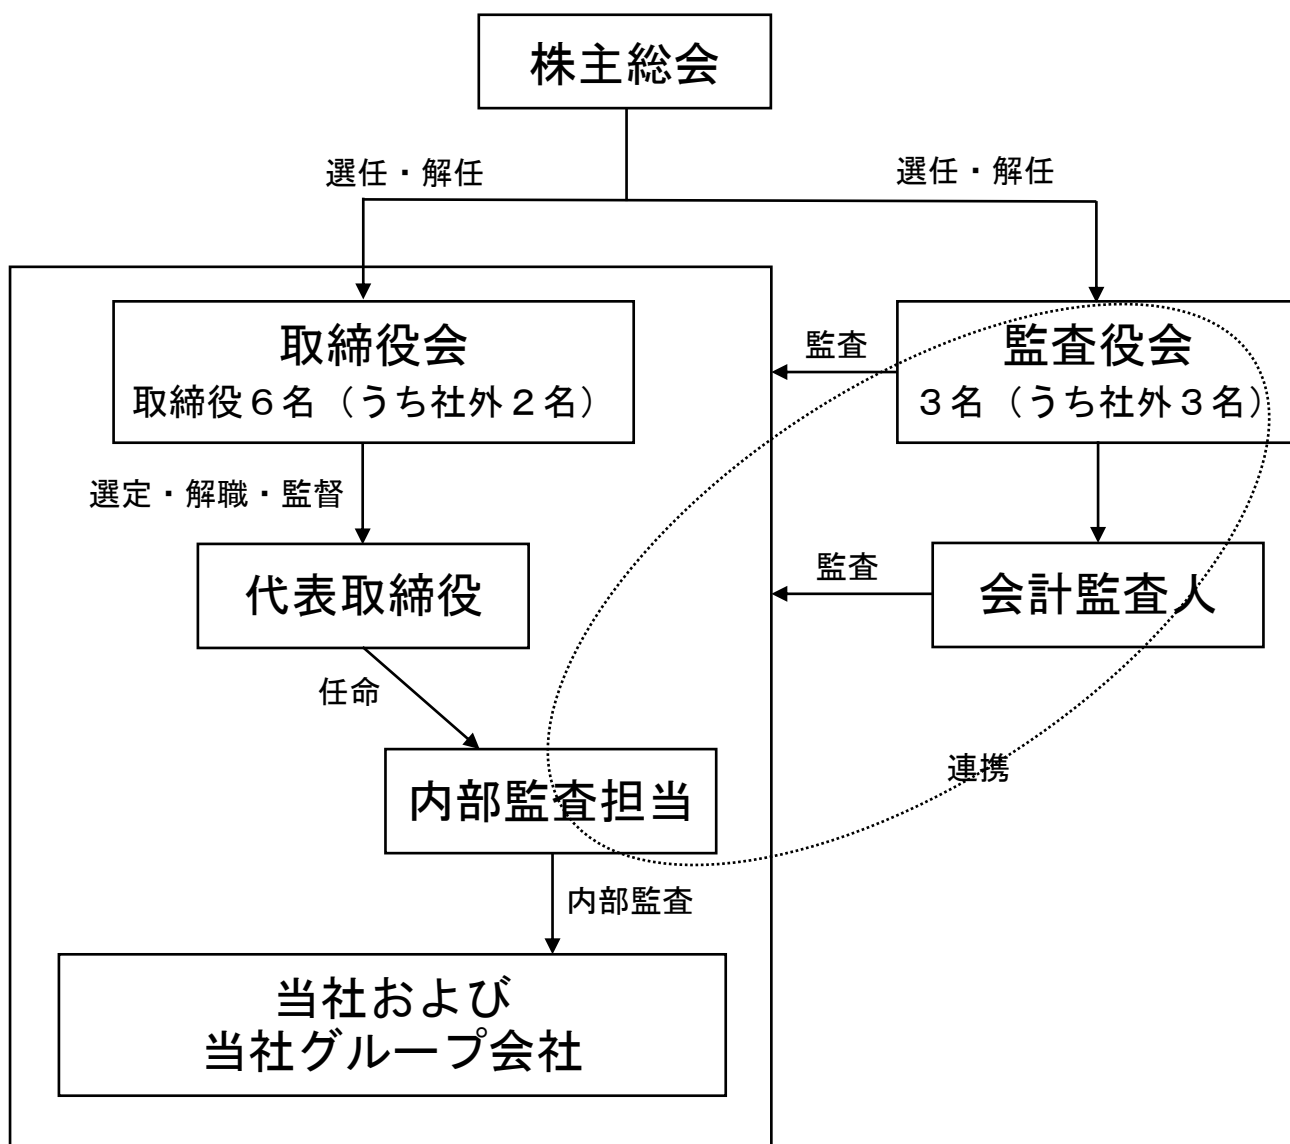 株主総会
選任・解任
選任・解任
取締役会
取締役６名（うち社外２名）
監査
監査役会
３名（うち社外３名）
選定・解職・監督
代表取締役
監査
会計監査人
任命
連携
内部監査担当
内部監査
当社および
当社グループ会社